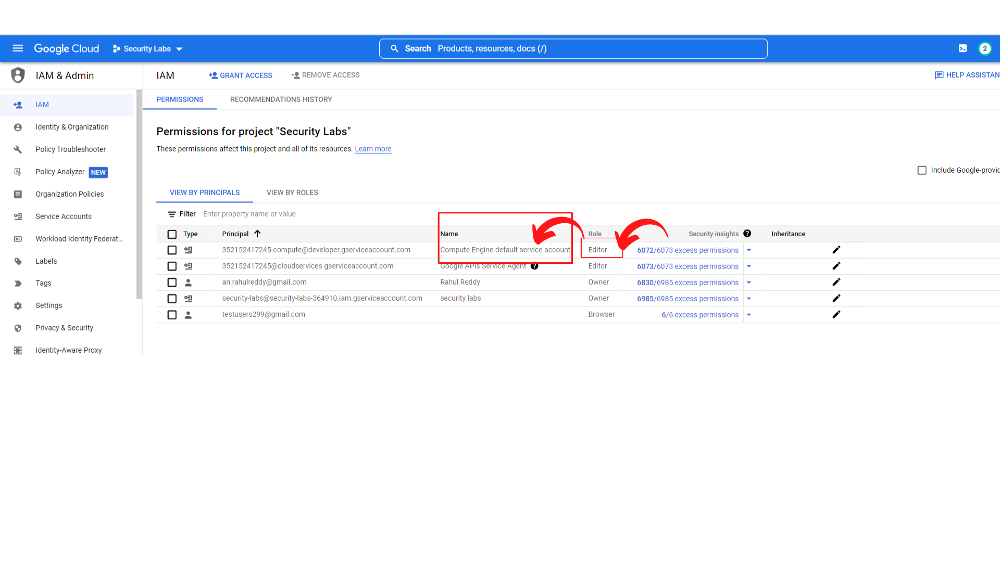 Google Cloud Security Labs Search Products, resources, docs (/) 2
IAM & Admin IAM GRANT ACCESS REMOVE ACCESS HELP ASSISTAN
IAM
Identity & Organization
Policy Troubleshooter
Policy Analyzer NEW
Organization Policies
Service Accounts
Workload Identity Federat...
Labels
Tags
Settings
Privacy & Security
Identity-Aware Proxy
PERMISSIONS RECOMMENDATIONS HISTORY
Permissions for project "Security Labs"
These permissions affect this project and all of its resources. Learn more
Include Google-provid
VIEW BY PRINCIPALS VIEW BY ROLES
Filter Enter property name or value
Type Principal Name Role Security insights ? Inheritance
352152417245-compute@developer.gserviceaccount.com Compute Engine default service account Editor 6072/6073 excess permissions
352152417245@cloudservices.gserviceaccount.com Google APIs Service Agent ? Editor 6073/6073 excess permissions
an.rahulreddy@gmail.com Rahul Reddy Owner 6830/6985 excess permissions
security-labs@security-labs-364910.iam.gserviceaccount.com security labs Owner 6985/6985 excess permissions
testusers299@gmail.com Browser 6/6 excess permissions